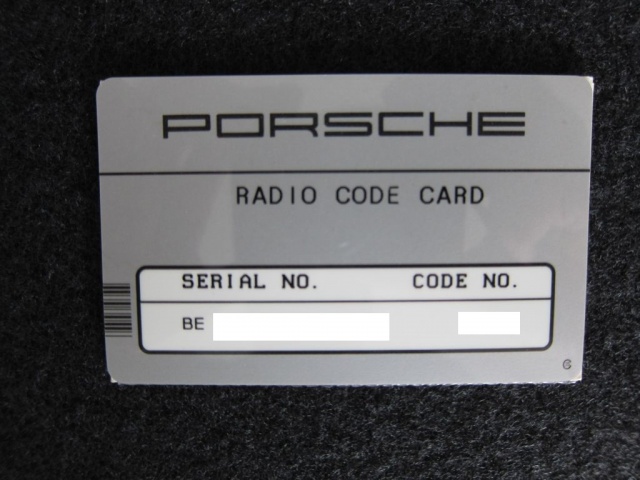 PORSCHE
RADIO CODE CARD
SERIAL NO. CODE NO.
BE